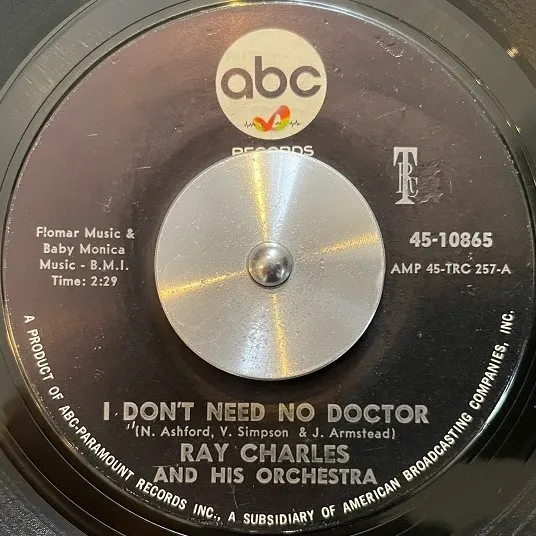 abc
RECORDS
TRC
Flomar Music &
Baby Monica
Music - B.M.I.
Time: 2:29
45-10865
AMP 45-TRC 257-A
I DON'T NEED NO DOCTOR
(N. Ashford, V. Simpson & J. Armstead)
RAY CHARLES
AND HIS ORCHESTRA
A PRODUCT OF ABC-PARAMOUNT RECORDS INC., A SUBSIDIARY OF AMERICAN BROADCASTING COMPANIES, INC.